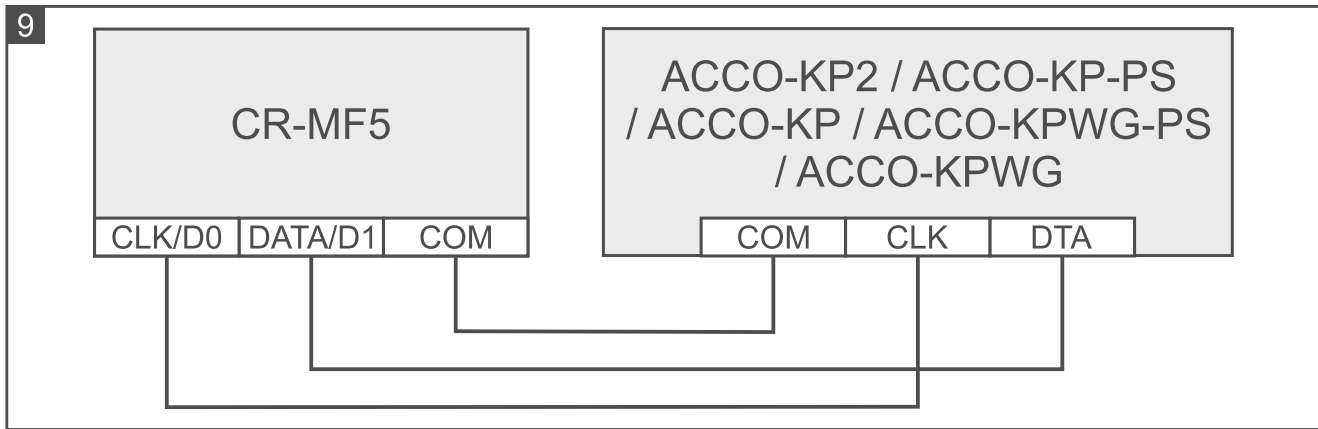 9
CR-MF5
ACCO-KP2 / ACCO-KP-PS
/ ACCO-KP / ACCO-KPWG-PS
/ ACCO-KPWG
CLK/D0 DATA/D1 COM
COM CLK DTA